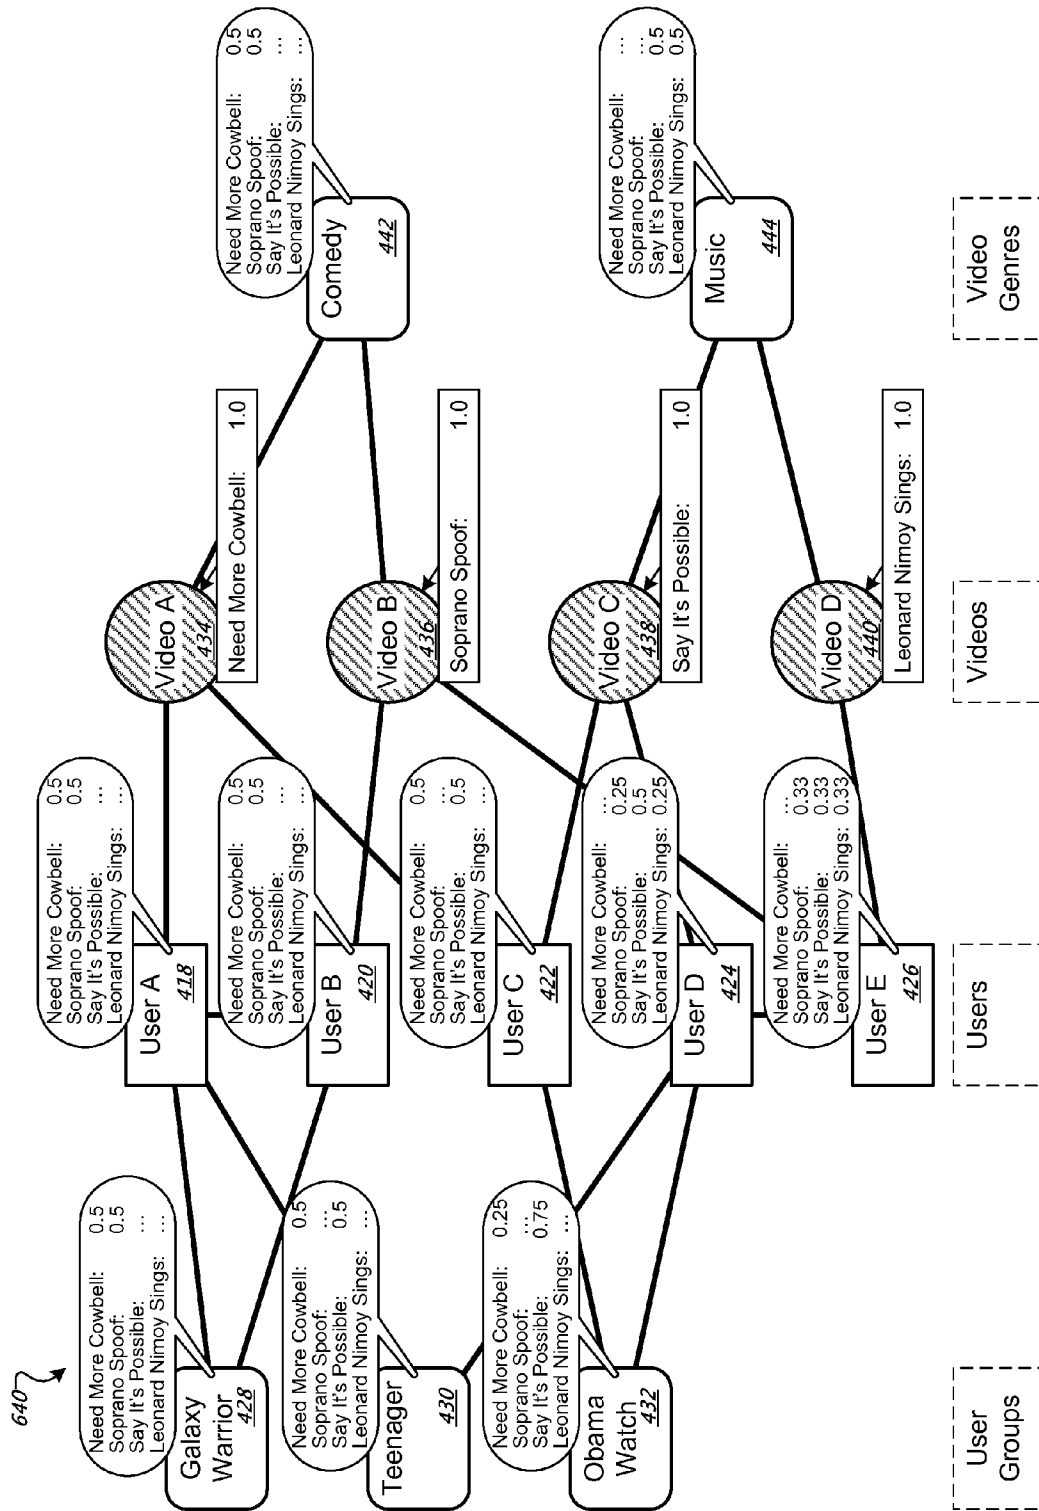 640
Need More Cowbell: 0.5
Soprano Spoof: 0.5
Say It's Possible: ...
Leonard Nimoy Sings: ...
Galaxy
Warrior
428
Need More Cowbell: 0.5
Soprano Spoof: ...
Say It's Possible: 0.5
Leonard Nimoy Sings: ...
Teenager
430
Need More Cowbell: 0.25
Soprano Spoof: ...
Say It's Possible: 0.75
Leonard Nimoy Sings: ...
Obama
Watch
432
User
Groups
Need More Cowbell: 0.5
Soprano Spoof: 0.5
Say It's Possible: ...
Leonard Nimoy Sings: ...
User A
418
Need More Cowbell: 0.5
Soprano Spoof: 0.5
Say It's Possible: ...
Leonard Nimoy Sings: ...
User B
420
Need More Cowbell: 0.5
Soprano Spoof: ...
Say It's Possible: 0.5
Leonard Nimoy Sings: ...
User C
422
Need More Cowbell: ...
Soprano Spoof: 0.25
Say It's Possible: 0.5
Leonard Nimoy Sings: 0.25
User D
424
Need More Cowbell: ...
Soprano Spoof: 0.33
Say It's Possible: 0.33
Leonard Nimoy Sings: 0.33
User E
426
Users
Video A
434
Need More Cowbell: 1.0
Video B
436
Soprano Spoof: 1.0
Video C
438
Say It's Possible: 1.0
Video D
440
Leonard Nimoy Sings: 1.0
Videos
Need More Cowbell: 0.5
Soprano Spoof: 0.5
Say It's Possible: ...
Leonard Nimoy Sings: ...
Comedy
442
Need More Cowbell: ...
Soprano Spoof: ...
Say It's Possible: 0.5
Leonard Nimoy Sings: 0.5
Music
444
Video
Genres